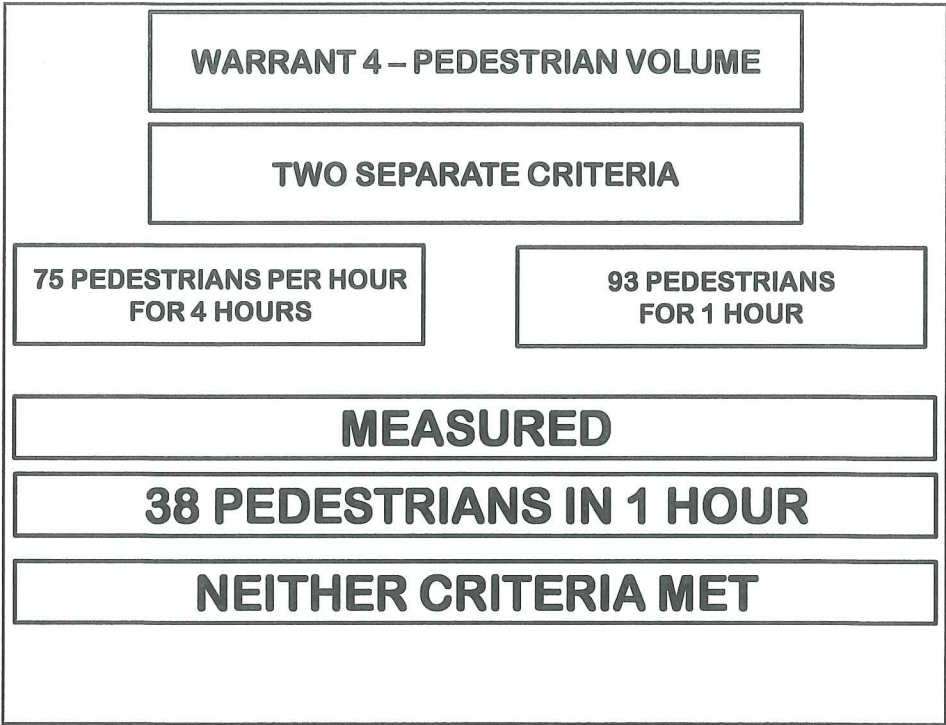 WARRANT 4 – PEDESTRIAN VOLUME
TWO SEPARATE CRITERIA
75 PEDESTRIANS PER HOUR
FOR 4 HOURS
93 PEDESTRIANS
FOR 1 HOUR
MEASURED
38 PEDESTRIANS IN 1 HOUR
NEITHER CRITERIA MET